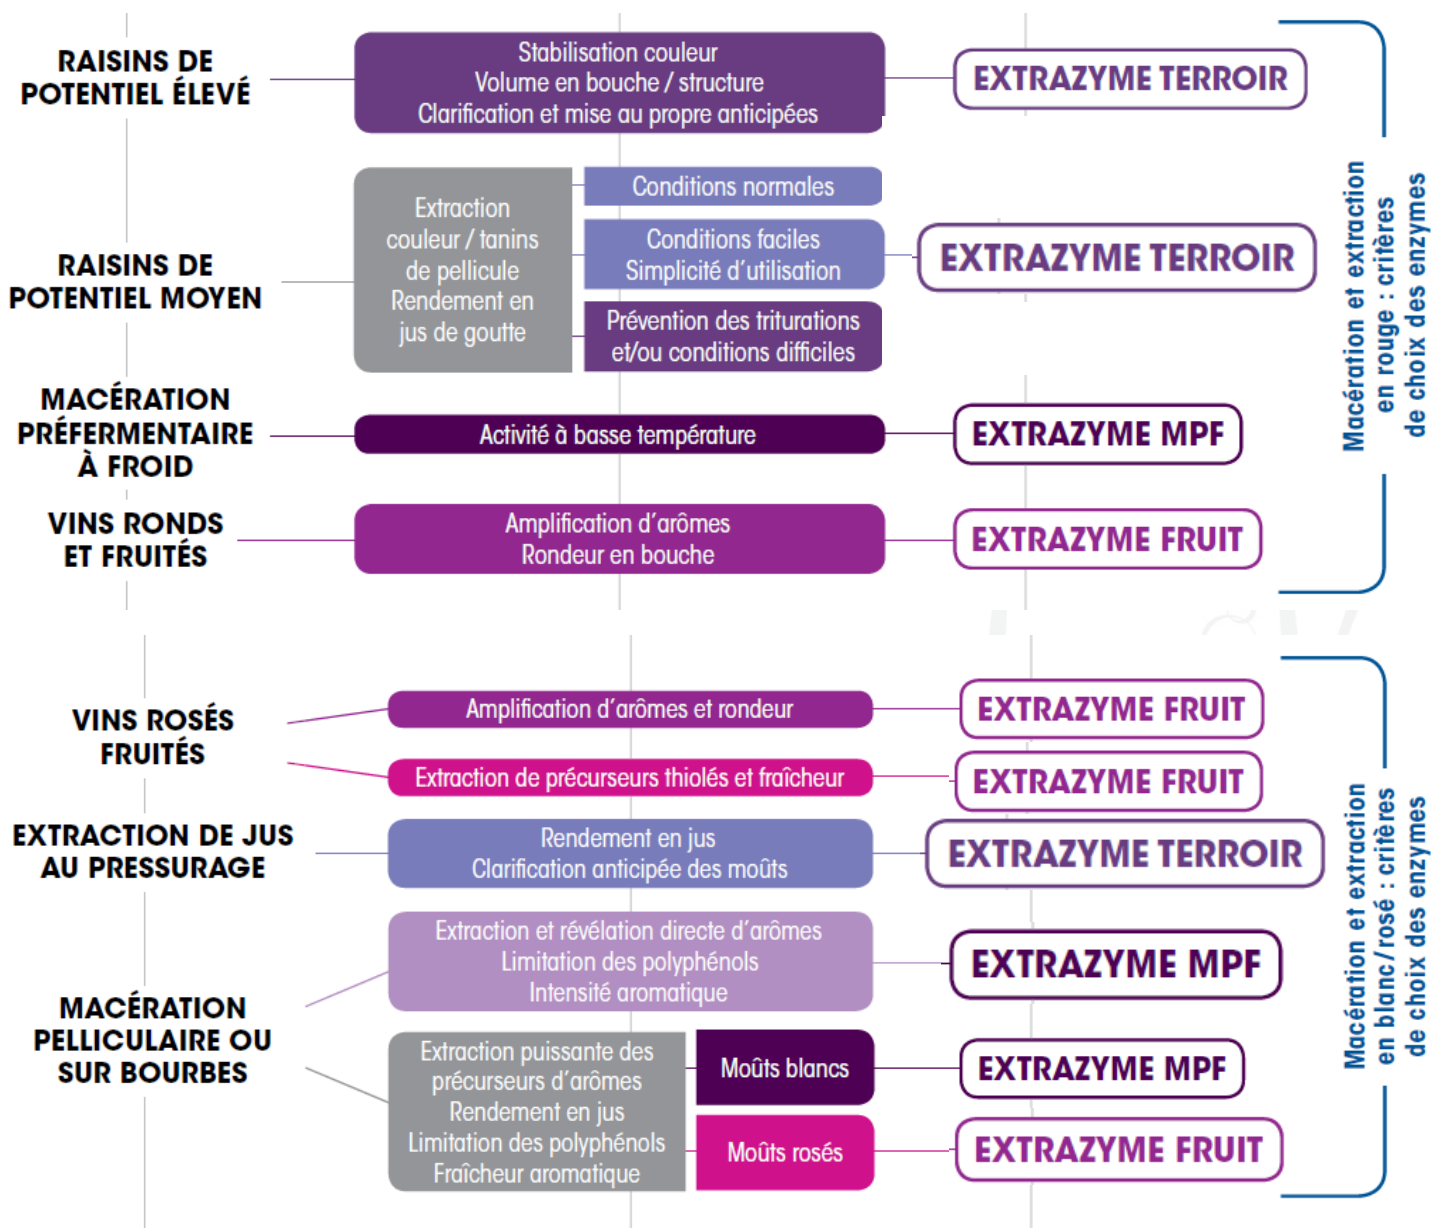 RAISINS DE
POTENTIEL ÉLEVÉ
Stabilisation couleur
Volume en bouche / structure
Clarification et mise au propre anticipées
EXTRAZYME TERROIR
RAISINS DE
POTENTIEL MOYEN
Extraction
couleur / tanins
de pellicule
Rendement en
jus de goutte
Conditions normales
Conditions faciles
Simplicité d'utilisation
Prévention des triturations
et/ou conditions difficiles
EXTRAZYME TERROIR
MACÉRATION
PRÉFERMENTAIRE
À FROID
Activité à basse température
EXTRAZYME MPF
VINS RONDS
ET FRUITÉS
Amplification d'arômes
Rondeur en bouche
EXTRAZYME FRUIT
Macération et extraction
en rouge : critères
de choix des enzymes
VINS ROSÉS
FRUITÉS
Amplification d'arômes et rondeur
EXTRAZYME FRUIT
Extraction de précurseurs thiolés et fraîcheur
EXTRAZYME FRUIT
EXTRACTION DE JUS
AU PRESSURAGE
Rendement en jus
Clarification anticipée des moûts
EXTRAZYME TERROIR
MACÉRATION
PELLICULAIRE OU
SUR BOURBES
Extraction et révélation directe d'arômes
Limitation des polyphénols
Intensité aromatique
EXTRAZYME MPF
Extraction puissante des
précurseurs d'arômes
Rendement en jus
Limitation des polyphénols
Fraîcheur aromatique
Moûts blancs
EXTRAZYME MPF
Moûts rosés
EXTRAZYME FRUIT
Macération et extraction
en blanc/rosé : critères
de choix des enzymes